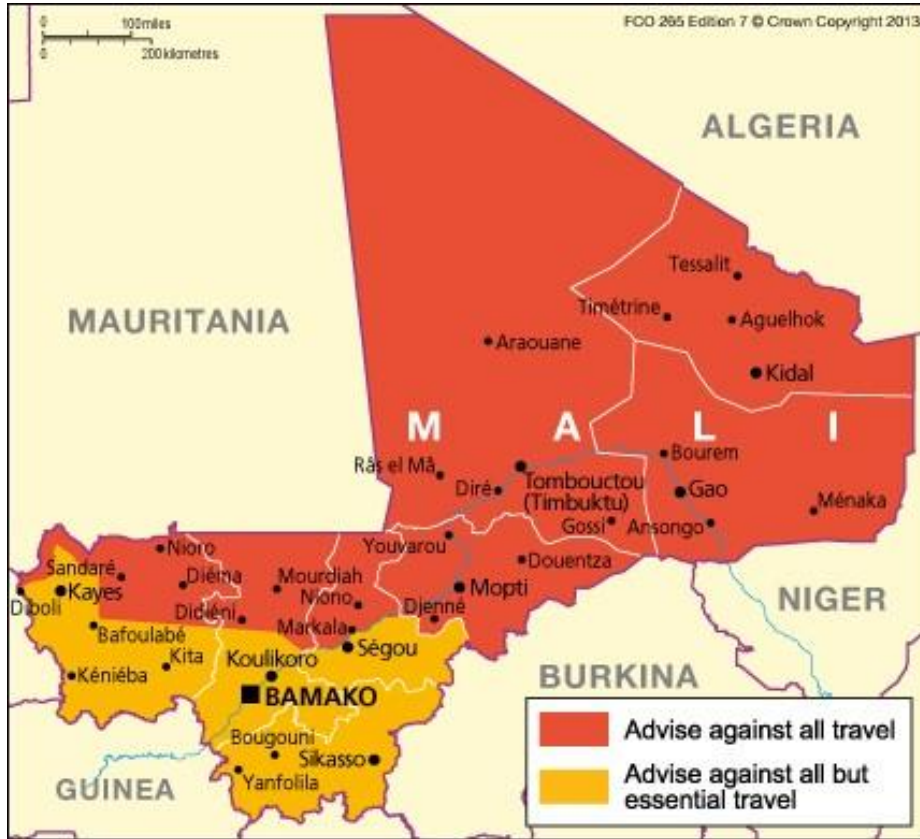 0 100miles
0 200kilometres
FCO 265 Edition 7 © Crown Copyright 2013
ALGERIA
MAURITANIA
Tessalit
Timétrine
Aguelhok
Araouane
Kidal
M A L I
Bourem
Râs el Mâ
Tombouctou
(Timbuktu)
Diré
Gao
Ménaka
Gossi
Ansongo
Youvarou
Douentza
Nioro
Sandaré
Diéma
Mourdiah
Kayes
Niono
Mopti
Diboli
Didiéni
Djenné
NIGER
Bafoulabé
Markala
Ségou
Kita
Koulikoro
Kéniéba
BURKINA
BAMAKO
Bougouni
Sikasso
Yanfolila
GUINEA
Advise against all travel
Advise against all but
essential travel